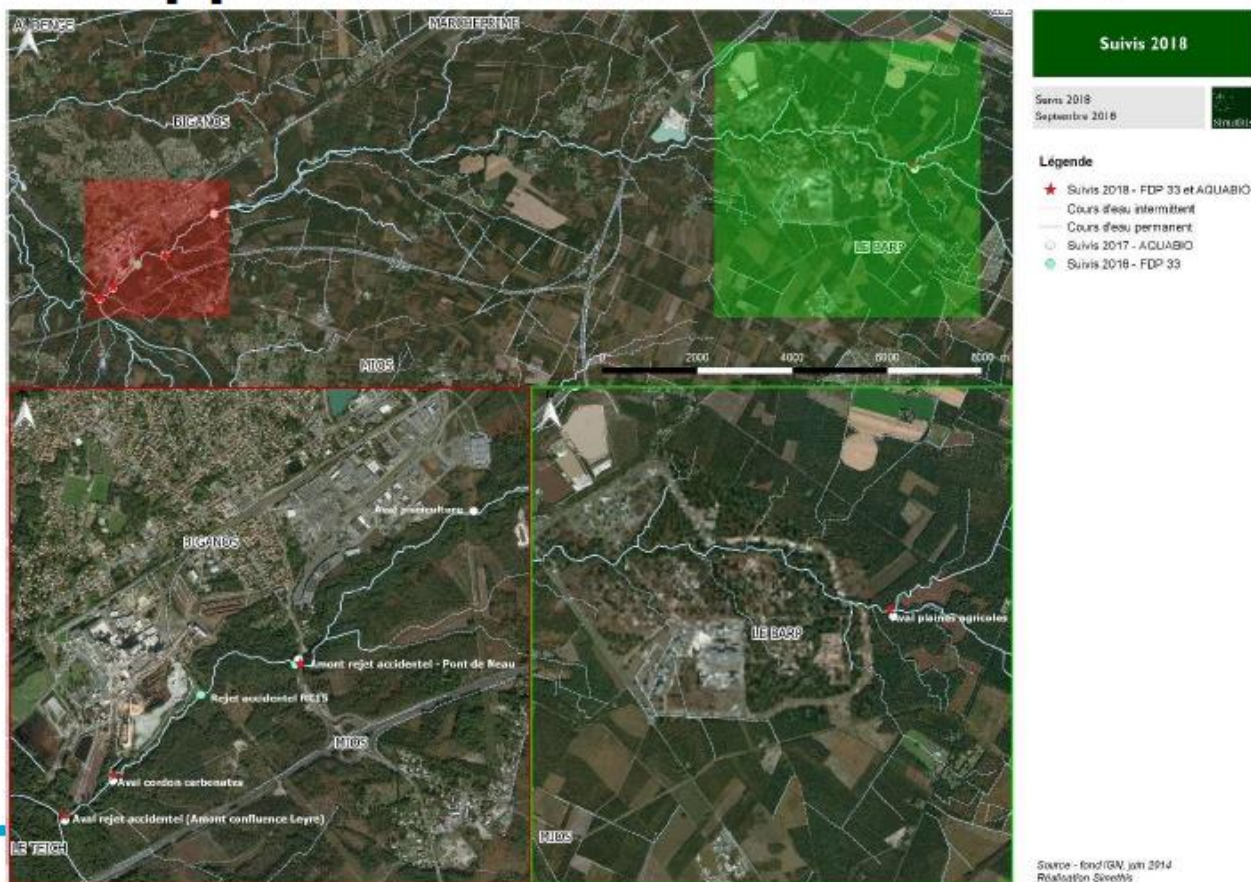 MARCHEPRIME
BIGANOS
LE BARP
MIOS
0 2000 4000 6000 8000 m
BIGANOS
Aval pisciculture
Amont rejet accidentel - Pont de Neau
MIOS
Aval cordon carbonates
Aval rejet accidentel (Amont confluence Leyre)
LE TEICH
Rejet accidentel
LE BARP
Aval plaines agricoles
MIOS
Suivis 2018
Suivis 2018
Septembre 2018
Simethis
Légende
Suivis 2018 - FDP 33 et AQUABIO
Cours d'eau intermittent
Cours d'eau permanent
Suivis 2017 - AQUABIO
Suivis 2016 - FDP 33
Source - fond IGN, juin 2014
Réalisation Simethis